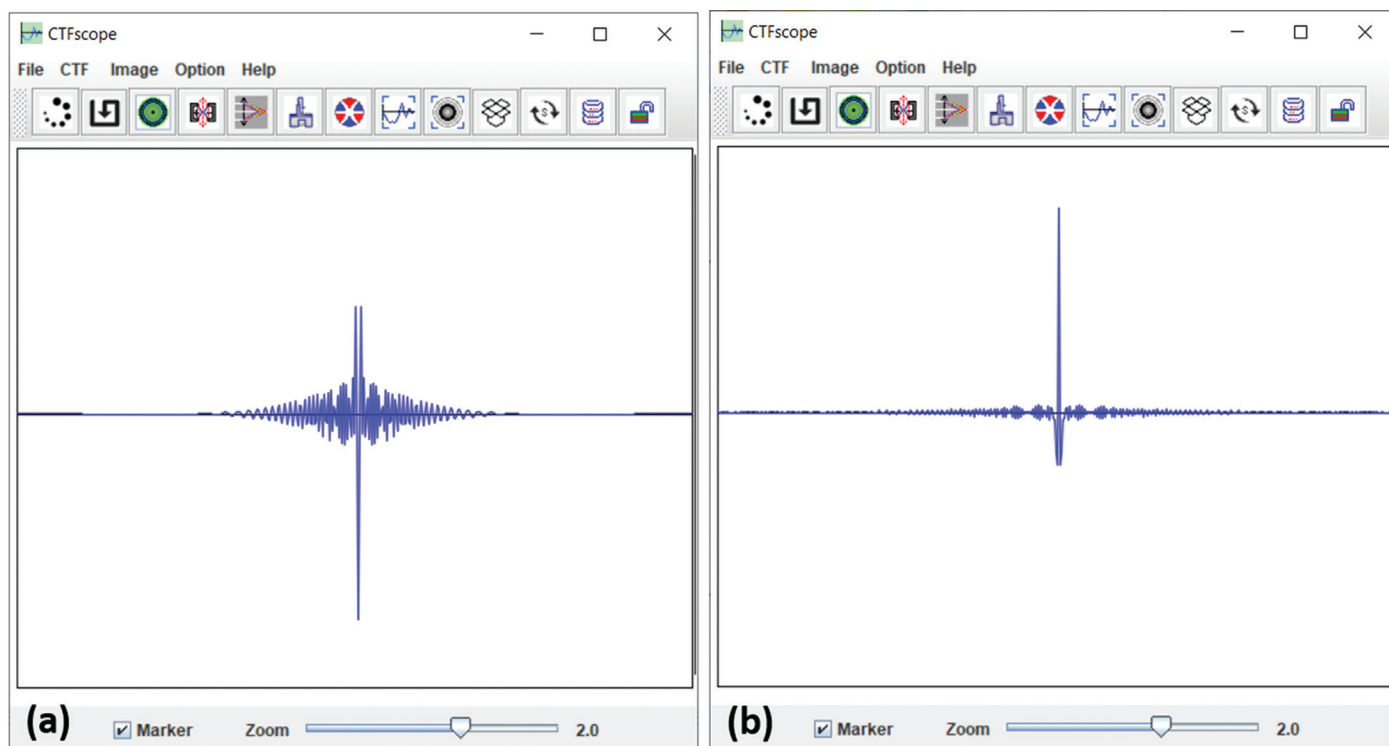 CTFscope
File CTF Image Option Help
(a) Marker Zoom 2.0
CTFscope
File CTF Image Option Help
(b) Marker Zoom 2.0